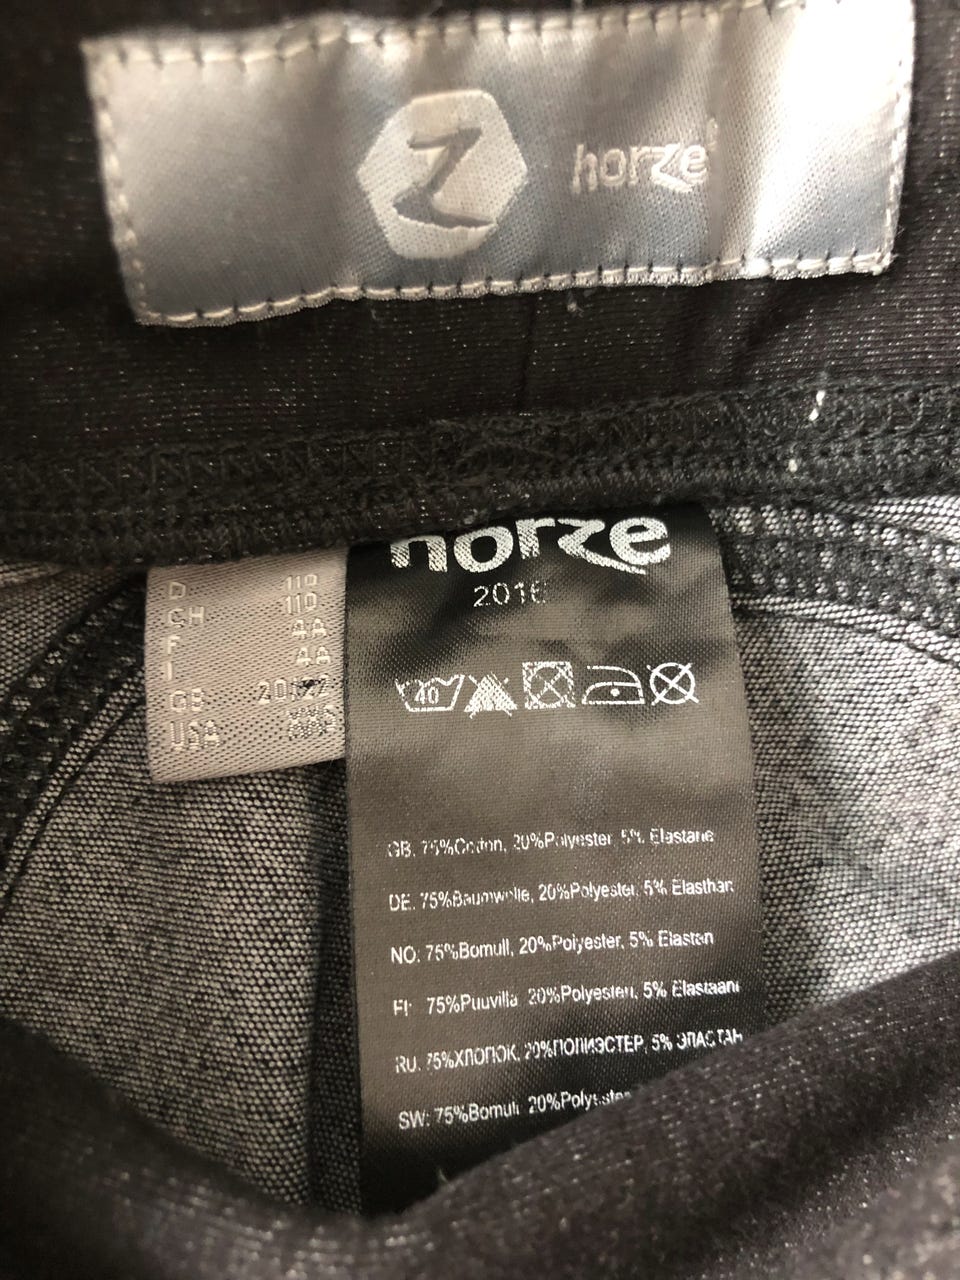 horze
horze
D 110
CH 110
F 4A
I 4A
GB
USA
40
GB: 75%Cotton, 20%Polyester, 5% Elastane
DE: 75%Baumwolle, 20%Polyester, 5% Elasthan
NO: 75%Bomull, 20%Polyester, 5% Elastan
FI: 75%Puuvilla 20%Polyesteri, 5% Elastaani
RU: 75%ХЛОПОК, 20%ПОЛИЭСТЕР, 5% ЭЛАСТАН
SW: 75%Bomull 20%Polyester